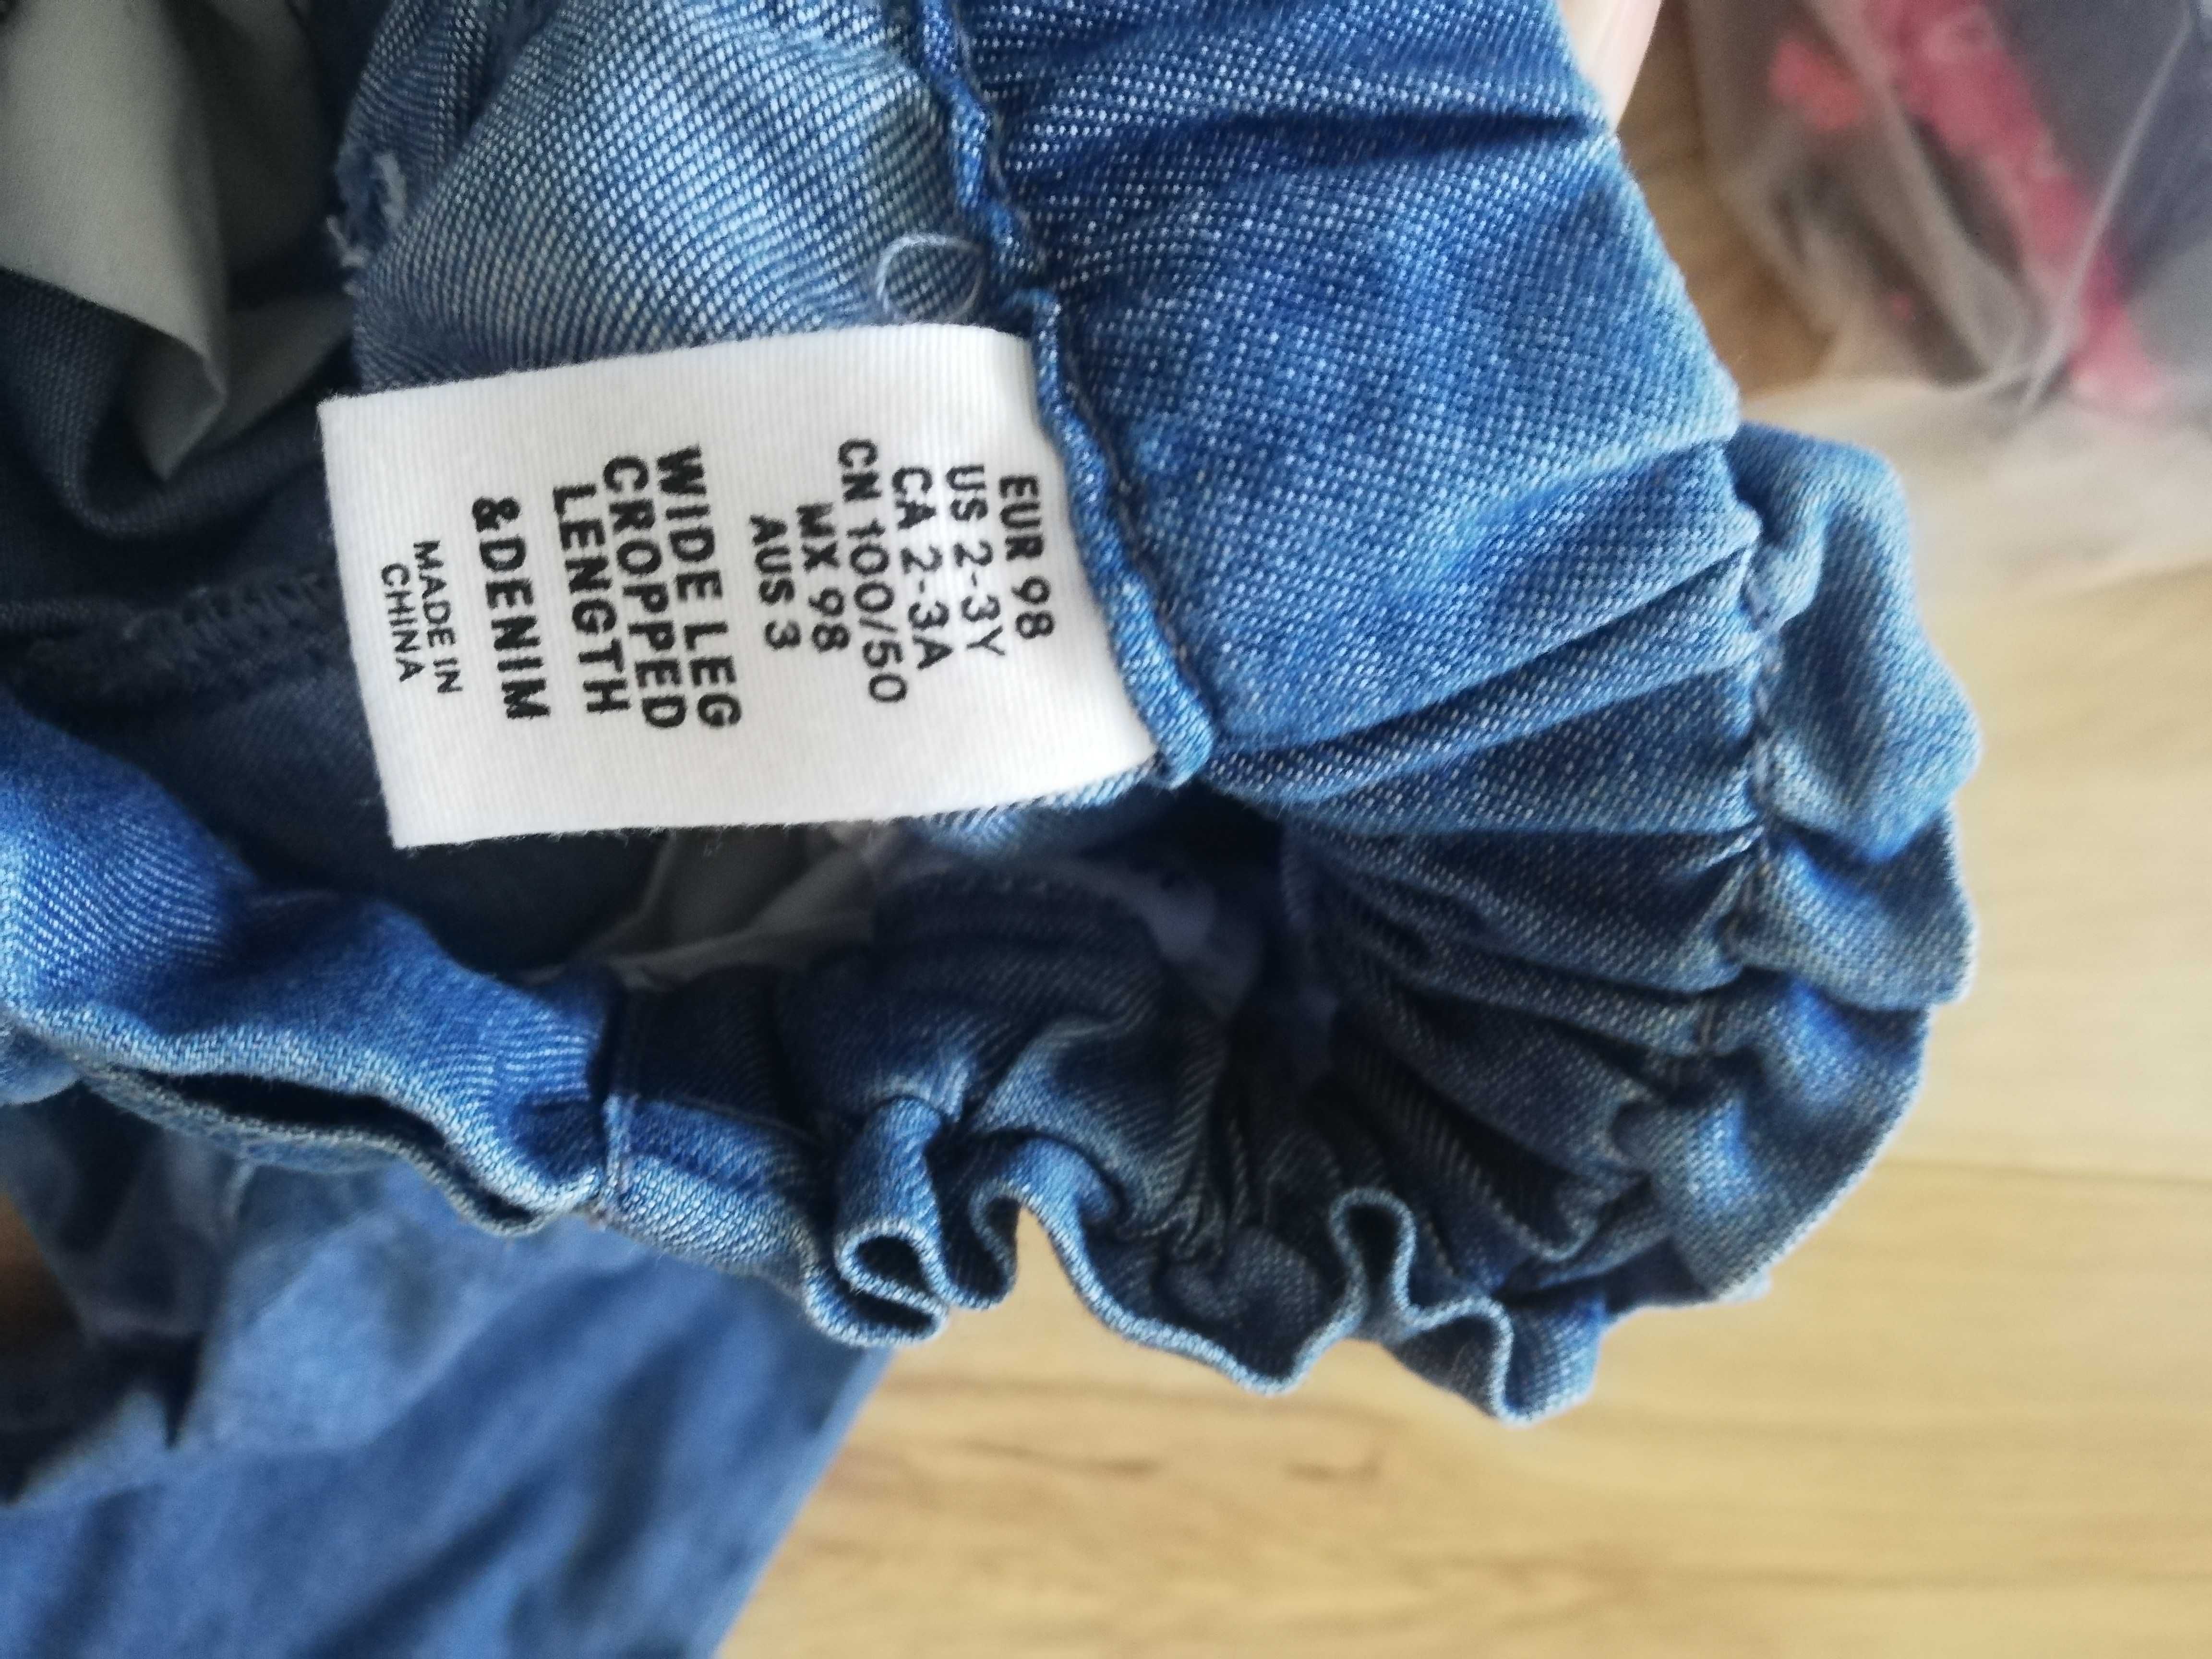 EUR 98
US 2-3Y
CA 2-3A
CN 100/50
MX 98
AUS 3
WIDE LEG
CROPPED
LENGTH
&DENIM
MADE IN
CHINA